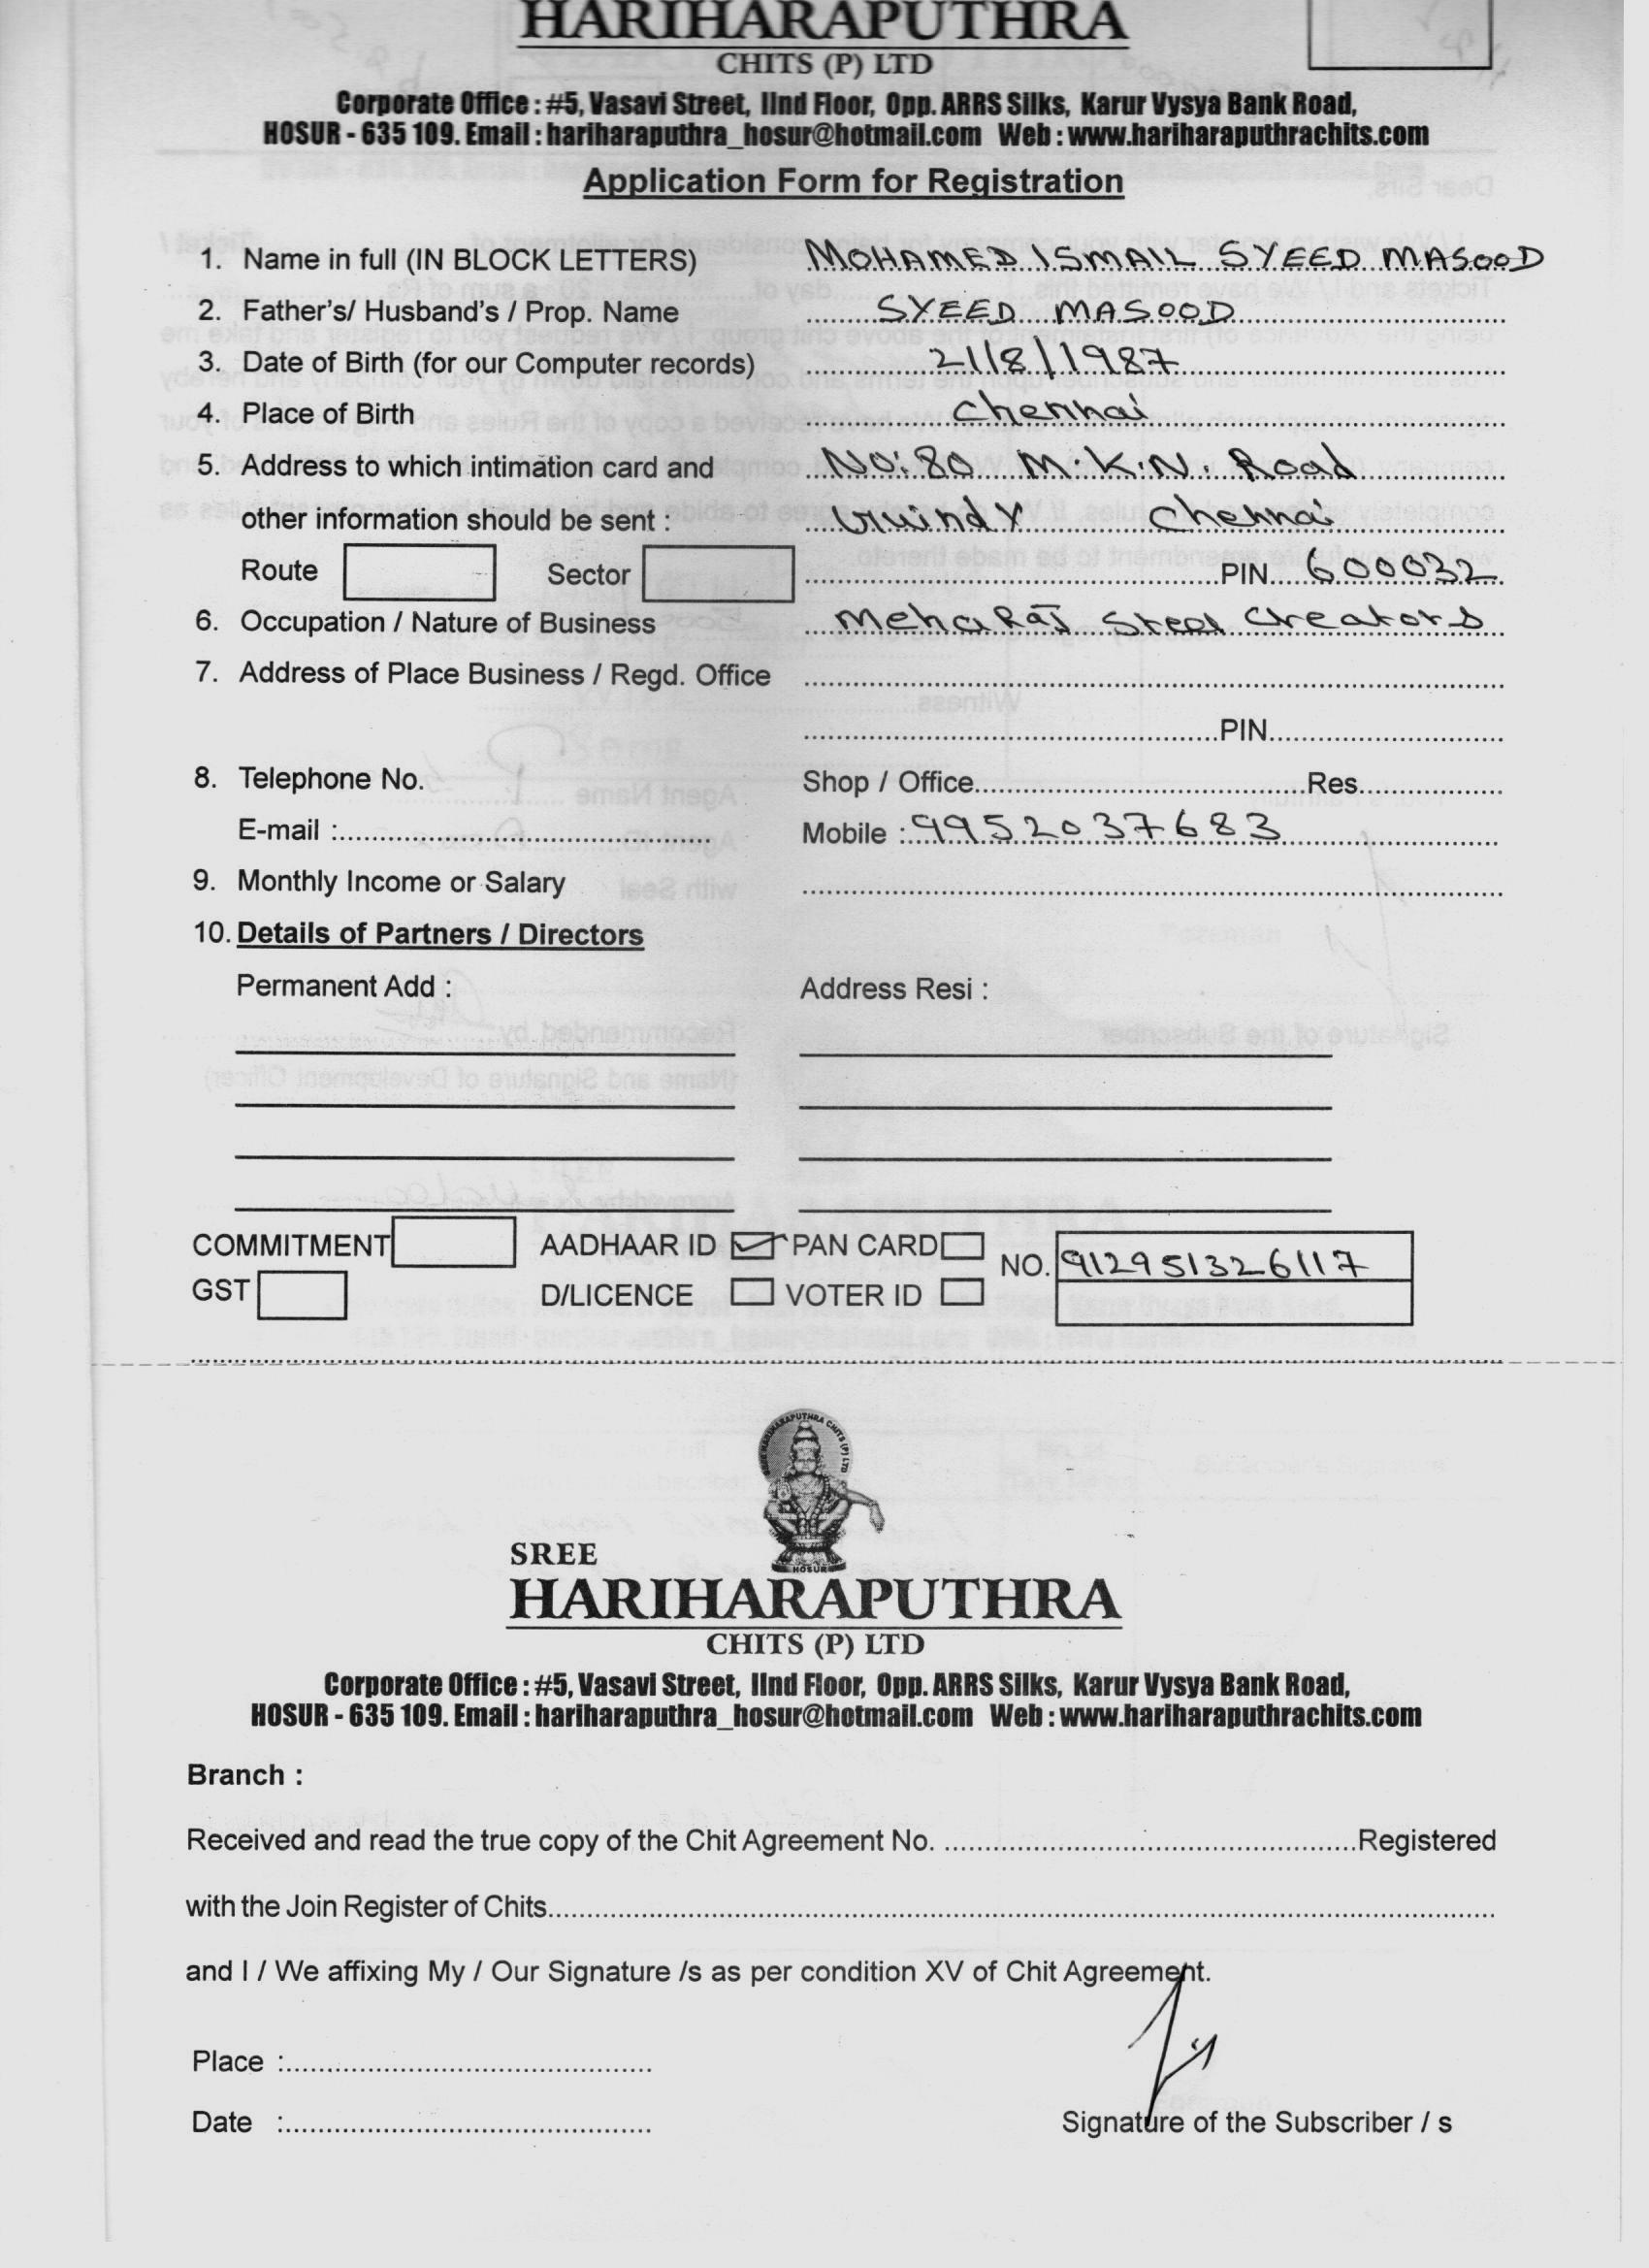 HARIHARAPUTHRA
CHITS (P) LTD
Corporate Office : #5, Vasavi Street, IInd Floor, Opp. ARRS Silks, Karur Vysya Bank Road,
HOSUR - 635 109. Email : hariharaputhra_hosur@hotmail.com Web : www.hariharaputhrachits.com
Application Form for Registration
1. Name in full (IN BLOCK LETTERS) MOHAMED ISMAIL SYEED MASOOD
2. Father's/ Husband's / Prop. Name SYEED MASOOD
3. Date of Birth (for our Computer records) 21/8/1987
4. Place of Birth Chennai
5. Address to which intimation card and No:80 Road
other information should be sent : Chennai
Route Sector PIN 600032
6. Occupation / Nature of Business MehaRaj Steel Creators
7. Address of Place Business / Regd. Office
PIN
8. Telephone No. Shop / Office Res.
E-mail : Mobile : 9952037683
9. Monthly Income or Salary
10. Details of Partners / Directors
Permanent Add : Address Resi :
COMMITMENT AADHAAR ID PAN CARD NO. 912951326117
GST D/LICENCE VOTER ID
SREE
HARIHARAPUTHRA
CHITS (P) LTD
Corporate Office : #5, Vasavi Street, IInd Floor, Opp. ARRS Silks, Karur Vysya Bank Road,
HOSUR - 635 109. Email : hariharaputhra_hosur@hotmail.com Web : www.hariharaputhrachits.com
Branch :
Received and read the true copy of the Chit Agreement No. Registered
with the Join Register of Chits
and I / We affixing My / Our Signature /s as per condition XV of Chit Agreement.
Place :
Date :
Signature of the Subscriber / s